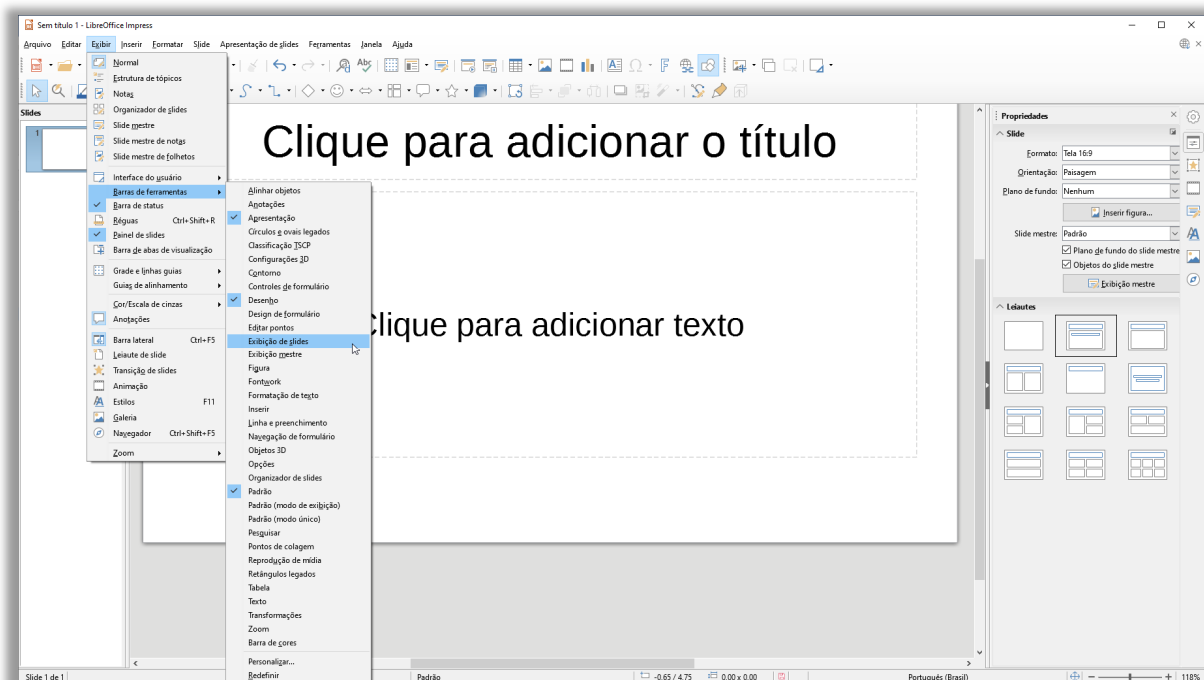 Sem título 1 - LibreOffice Impress
Arquivo Editar Exibir Inserir Formatar Slide Apresentação de slides Ferramentas Janela Ajuda
Normal
Estrutura de tópicos
Notas
Organizador de slides
Slide mestre
Slide mestre de notas
Slide mestre de folhetos
Interface do usuário
Barras de ferramentas
Barra de status
Réguas Ctrl+Shift+R
Painel de slides
Barra de abas de visualização
Grade e linhas guias
Guias de alinhamento
Cor/Escala de cinzas
Anotações
Barra lateral Ctrl+F5
Leiaute de slide
Transição de slides
Animação
Estilos F11
Galeria
Navegador Ctrl+Shift+F5
Zoom
Alinhar objetos
Anotações
Apresentação
Círculos e ovais legados
Classificação TSCP
Configurações 3D
Contorno
Controles de formulário
Desenho
Design de formulário
Editar pontos
Exibição de slides
Exibição mestre
Figura
Fontwork
Formatação de texto
Inserir
Linha e preenchimento
Navegação de formulário
Objetos 3D
Opções
Organizador de slides
Padrão
Padrão (modo de exibição)
Padrão (modo único)
Pesquisar
Pontos de colagem
Reprodução de mídia
Retângulos legados
Tabela
Texto
Transformações
Zoom
Barra de cores
Personalizar...
Redefinir
Slides
1
Clique para adicionar o título
Clique para adicionar texto
Propriedades
Slide
Formato: Tela 16:9
Orientação: Paisagem
Plano de fundo: Nenhum
Inserir figura...
Slide mestre: Padrão
Plano de fundo do slide mestre
Objetos do slide mestre
Exibição mestre
Leiautes
Slide 1 de 1 Padrão -0.65 / 4.75 0.00 x 0.00 Português (Brasil) 118%